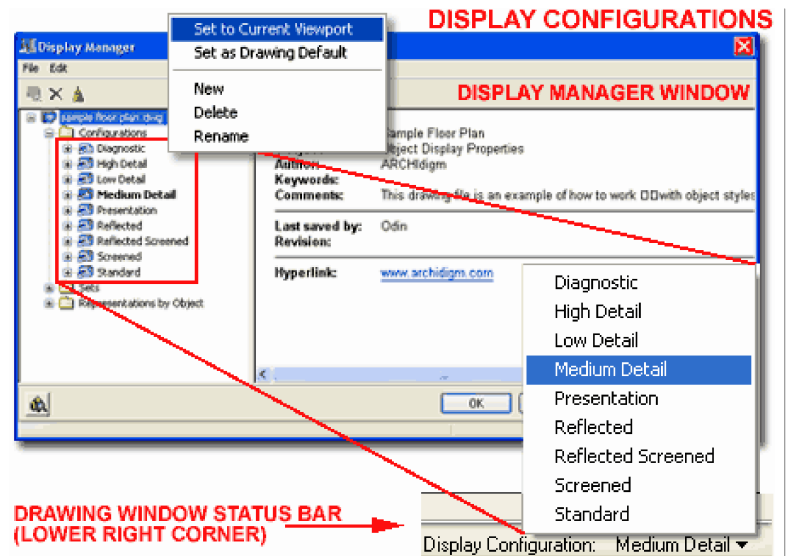 DISPLAY CONFIGURATIONS
Set to Current Viewport
Set as Drawing Default
New
Delete
Rename
Display Manager
File Edit
DISPLAY MANAGER WINDOW
sample floor plan.dwg
Configurations
Diagnostic
High Detail
Low Detail
Medium Detail
Presentation
Reflected
Reflected Screened
Screened
Standard
Sets
Representations by Object
Sample Floor Plan
Object Display Properties
Author: ARCHIdigm
Keywords:
Comments: This drawing file is an example of how to work with object styles
Last saved by: Odin
Revision:
Hyperlink: www.archidigm.com
OK
Diagnostic
High Detail
Low Detail
Medium Detail
Presentation
Reflected
Reflected Screened
Screened
Standard
DRAWING WINDOW STATUS BAR
(LOWER RIGHT CORNER)
Display Configuration: Medium Detail